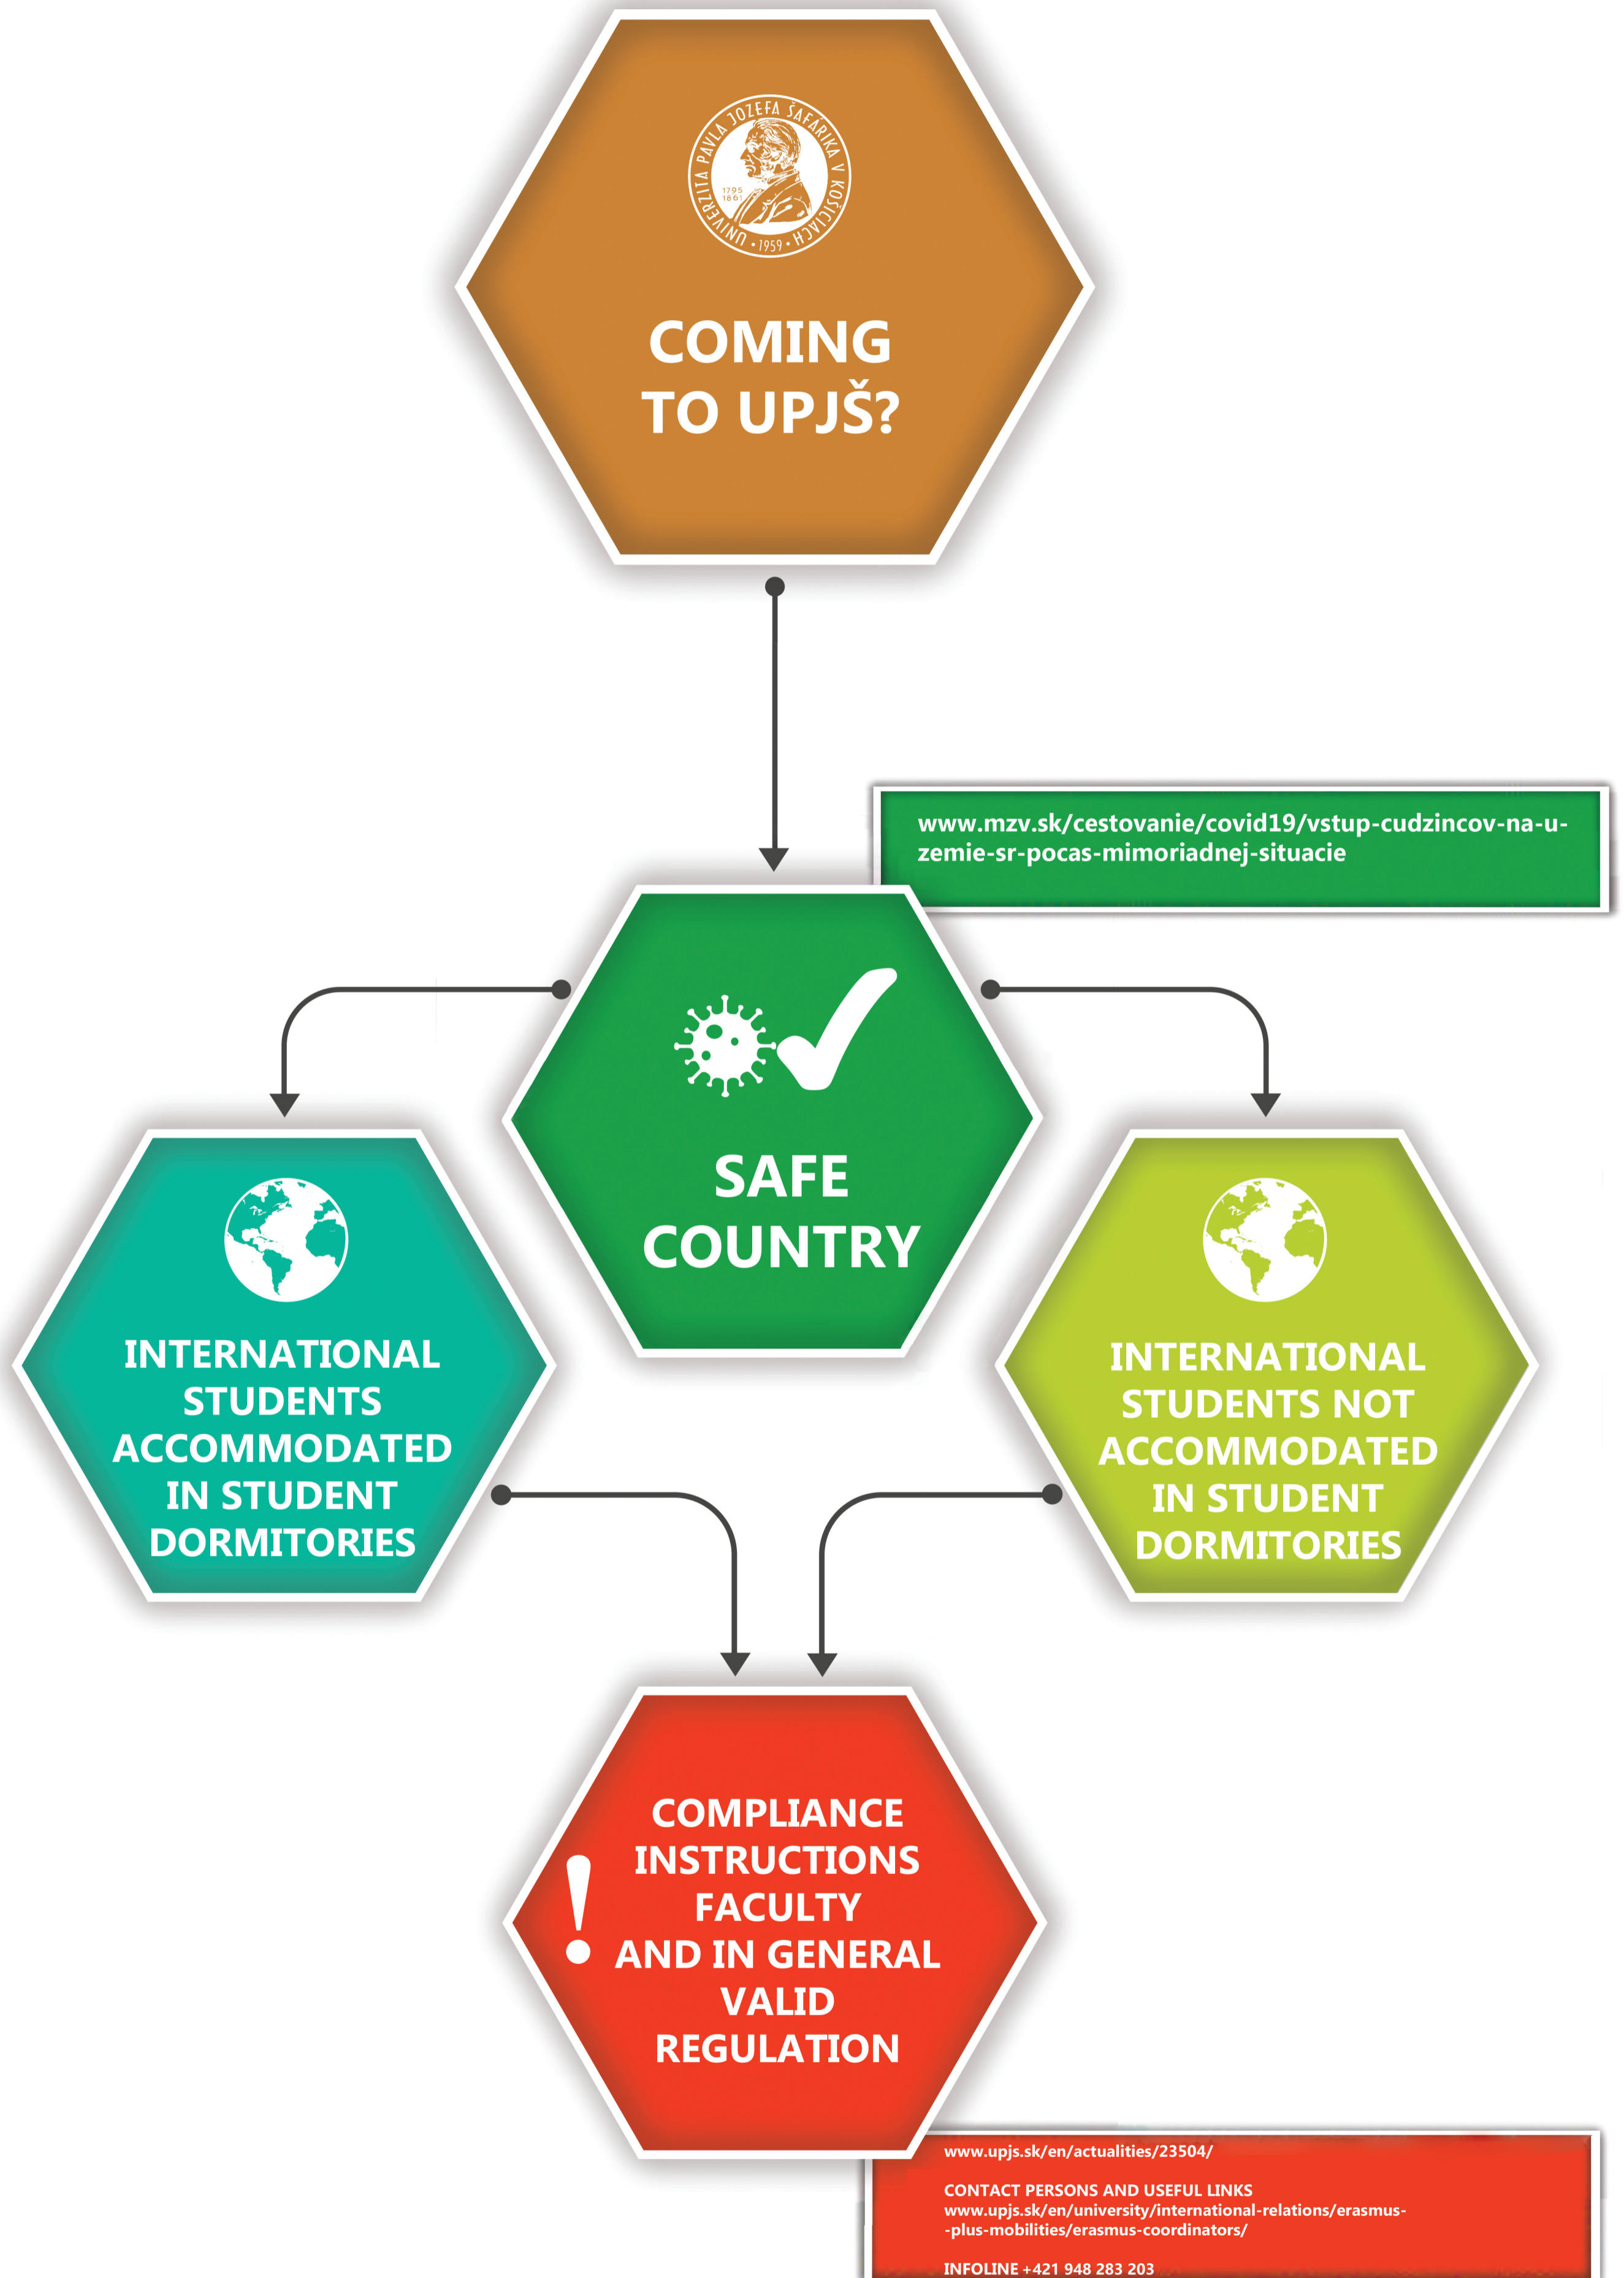 UNIVERZITA PAVLA JOZEFA ŠAFÁRIKA V KOŠICIACH
1795
1861
• 1959 •
COMING
TO UPJŠ?
www.mzv.sk/cestovanie/covid19/vstup-cudzincov-na-u-
zemie-sr-pocas-mimoriadnej-situacie
SAFE
COUNTRY
INTERNATIONAL
STUDENTS
ACCOMMODATED
IN STUDENT
DORMITORIES
INTERNATIONAL
STUDENTS NOT
ACCOMMODATED
IN STUDENT
DORMITORIES
!
COMPLIANCE
INSTRUCTIONS
FACULTY
AND IN GENERAL
VALID
REGULATION
www.upjs.sk/en/actualities/23504/
CONTACT PERSONS AND USEFUL LINKS
www.upjs.sk/en/university/international-relations/erasmus-
-plus-mobilities/erasmus-coordinators/
INFOLINE +421 948 283 203